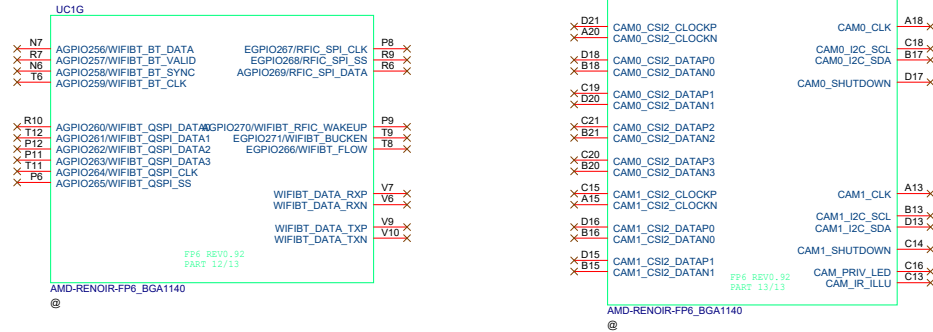 UC1G
N7 AGPIO256/WIFIBT_BT_DATA EGPIO267/RFIC_SPI_CLK P8
R7 AGPIO257/WIFIBT_BT_VALID EGPIO268/RFIC_SPI_SS R9
N6 AGPIO258/WIFIBT_BT_SYNC AGPIO269/RFIC_SPI_DATA R6
T6 AGPIO259/WIFIBT_BT_CLK
R10 AGPIO260/WIFIBT_QSPI_DATA0 AGPIO270/WIFIBT_RFIC_WAKEUP P9
T12 AGPIO261/WIFIBT_QSPI_DATA1 EGPIO271/WIFIBT_BUCKEN T9
P12 AGPIO262/WIFIBT_QSPI_DATA2 EGPIO266/WIFIBT_FLOW T8
P11 AGPIO263/WIFIBT_QSPI_DATA3
T11 AGPIO264/WIFIBT_QSPI_CLK
P6 AGPIO265/WIFIBT_QSPI_SS
WIFIBT_DATA_RXP V7
WIFIBT_DATA_RXN V6
WIFIBT_DATA_TXP V9
WIFIBT_DATA_TXN V10
FP6 REV0.92
PART 12/13
AMD-RENOIR-FP6_BGA1140
@
D21 CAM0_CSI2_CLOCKP CAM0_CLK A18
A20 CAM0_CSI2_CLOCKN
CAM0_I2C_SCL C18
D18 CAM0_CSI2_DATAP0 CAM0_I2C_SDA B17
B18 CAM0_CSI2_DATAN0
CAM0_SHUTDOWN D17
C19 CAM0_CSI2_DATAP1
D20 CAM0_CSI2_DATAN1
C21 CAM0_CSI2_DATAP2
B21 CAM0_CSI2_DATAN2
C20 CAM0_CSI2_DATAP3
B20 CAM0_CSI2_DATAN3
C15 CAM1_CSI2_CLOCKP CAM1_CLK A13
A15 CAM1_CSI2_CLOCKN
CAM1_I2C_SCL B13
D16 CAM1_CSI2_DATAP0 CAM1_I2C_SDA D13
B16 CAM1_CSI2_DATAN0
CAM1_SHUTDOWN C14
D15 CAM1_CSI2_DATAP1
B15 CAM1_CSI2_DATAN1 CAM_PRIV_LED C16
CAM_IR_ILLU C13
FP6 REV0.92
PART 13/13
AMD-RENOIR-FP6_BGA1140
@